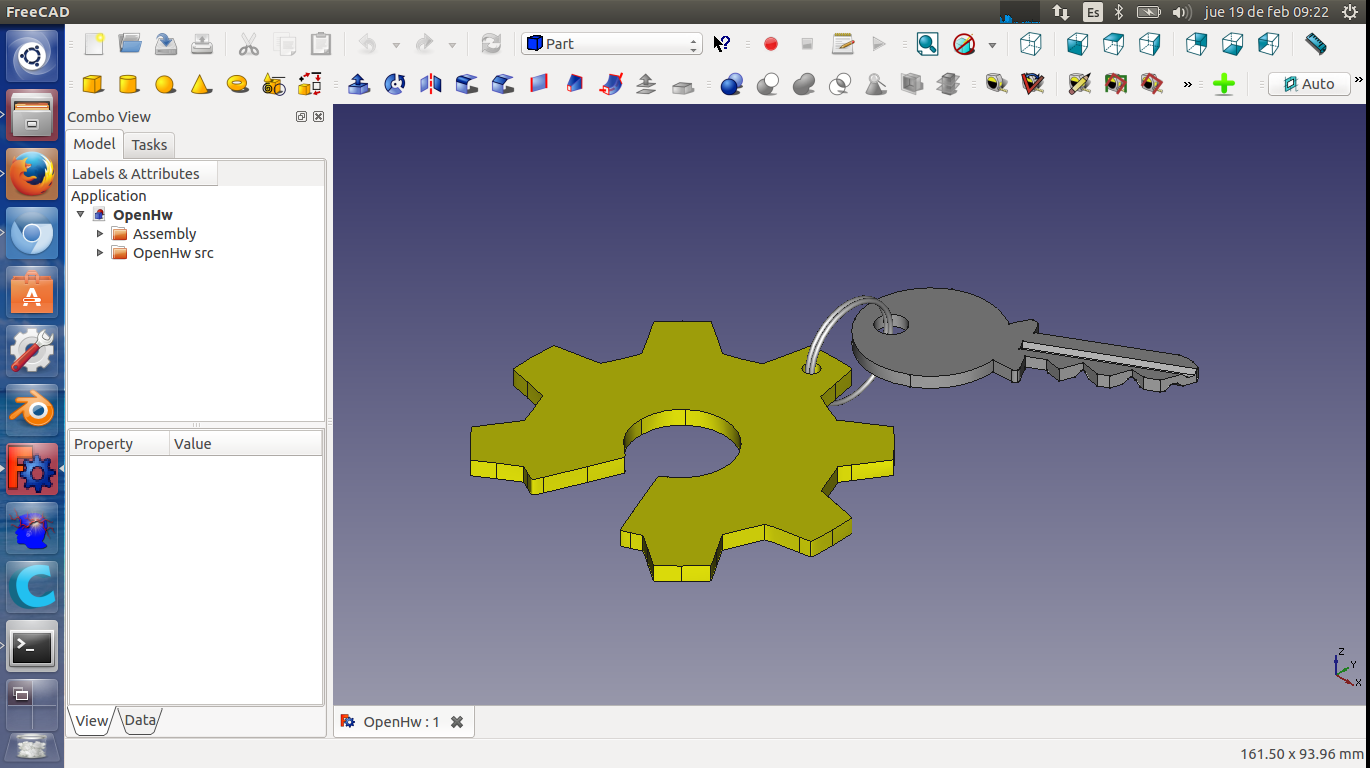 FreeCAD
Es
jue 19 de feb 09:22
Part
Auto
Combo View
Model
Tasks
Labels & Attributes
Application
OpenHw
Assembly
OpenHw src
Property
Value
View
Data
OpenHw : 1
Z
Y
X
161.50 x 93.96 mm